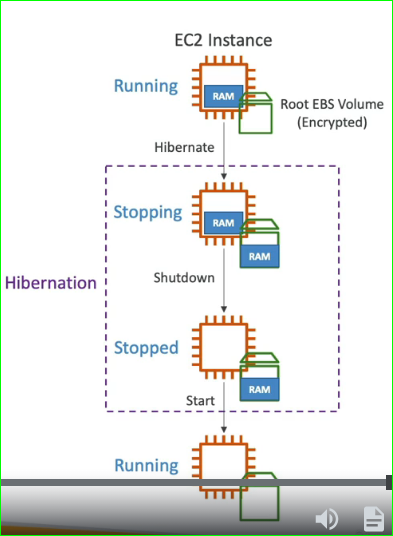 EC2 Instance
Running
RAM
Root EBS Volume
(Encrypted)
Hibernate
Stopping
RAM
RAM
Hibernation
Shutdown
Stopped
RAM
Start
Running